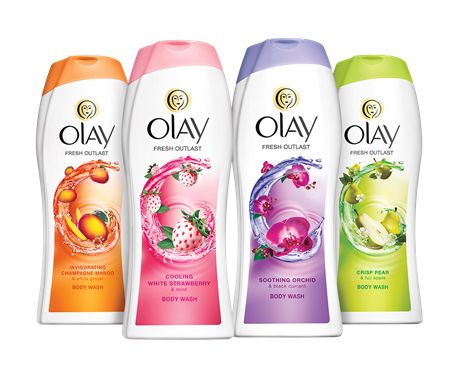 OLAY
FRESH OUTLAST
INVIGORATING
CHAMPAGNE MANGO
& white ginger
BODY WASH
OLAY
FRESH OUTLAST
COOLING
WHITE STRAWBERRY
& mint
BODY WASH
OLAY
FRESH OUTLAST
SOOTHING ORCHID
& black currant
BODY WASH
OLAY
FRESH OUTLAST
CRISP PEAR
& fuji apple
BODY WASH